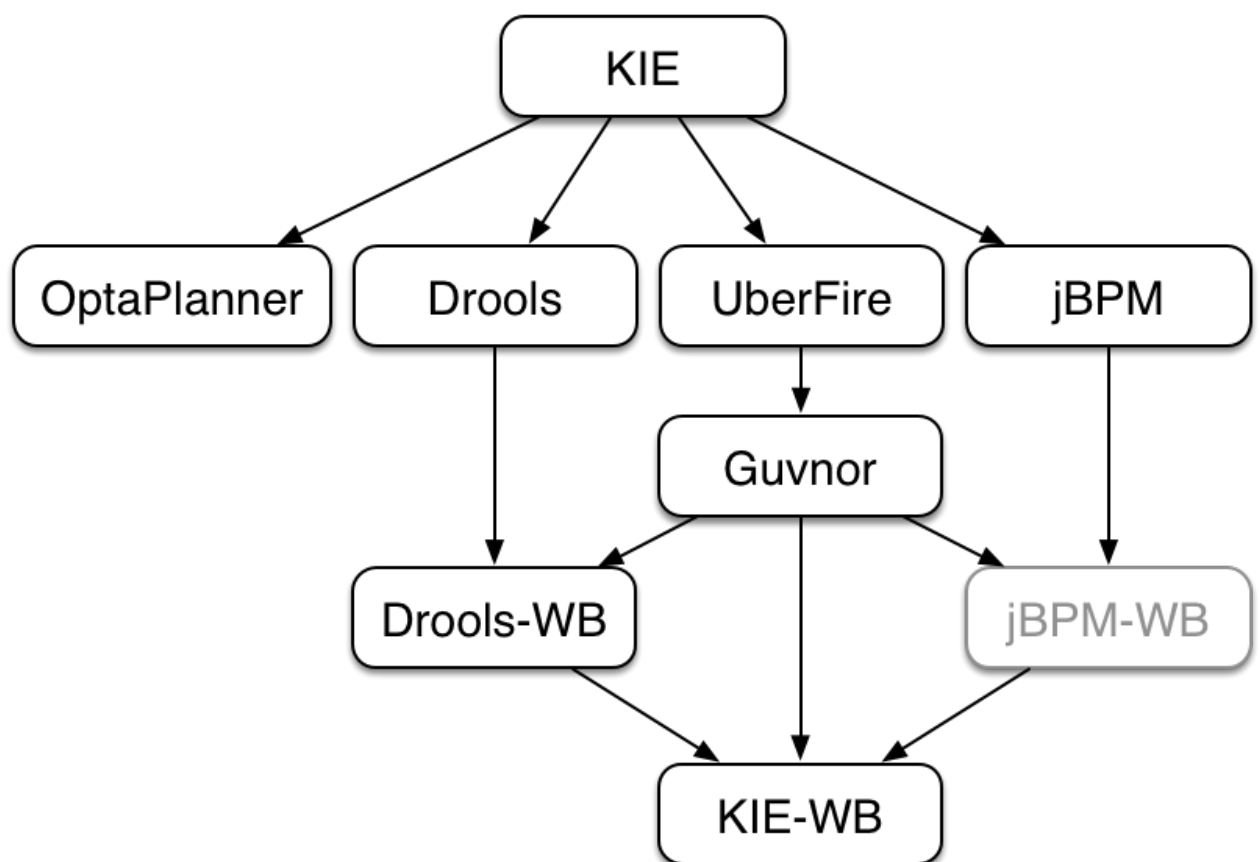 KIE
OptaPlanner
Drools
UberFire
jBPM
Guvnor
Drools-WB
jBPM-WB
KIE-WB